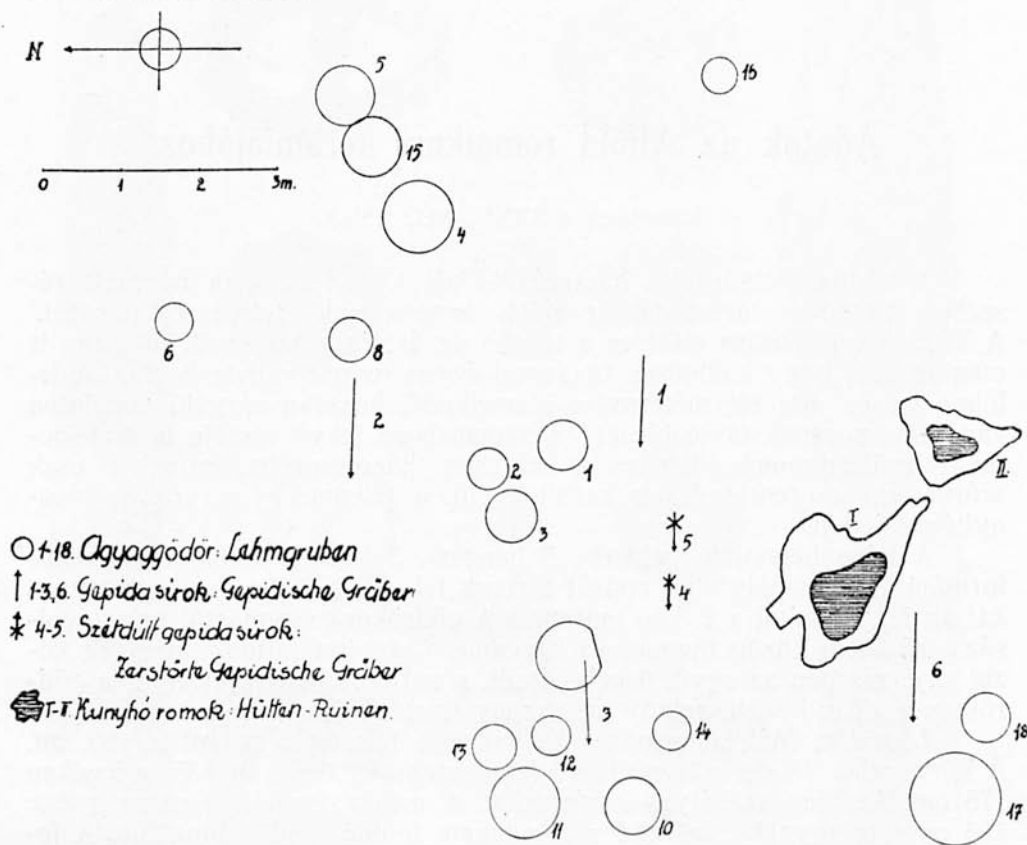 N
5
16
15
0 1 2 3m.
4
6
8
1
2
2
1
II
3
I
5
4
○ 1-18. Agyaggödör: Lehmgruben
1-3,6. Gepida sirok: Gepidische Gräber
4-5. Szétdúlt gepida sirok:
Zerstörte Gepidische Gräber
I-II. Kunyhó romok: Hütten-Ruinen.
6
3
18
13
12
14
11
10
17